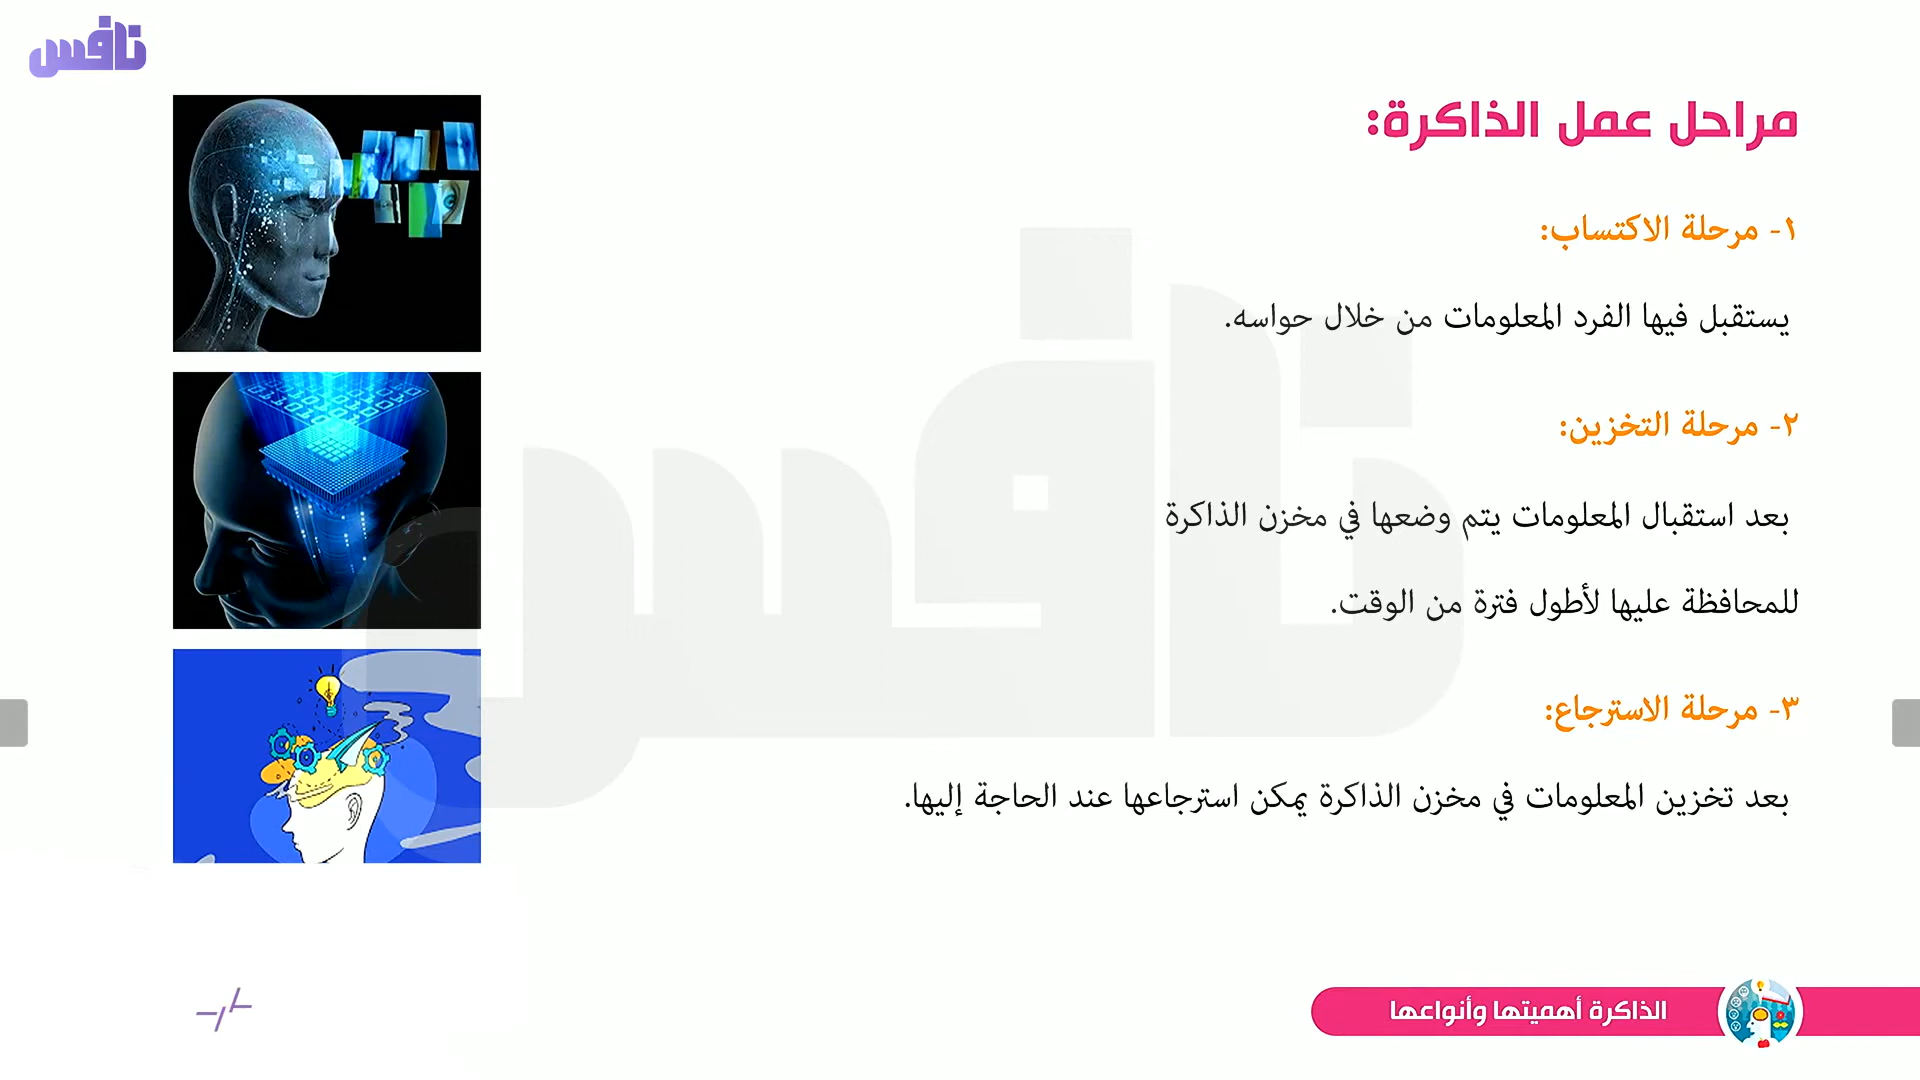 نافس
مراحل عمل الذاكرة:
١- مرحلة الاكتساب:
يستقبل فيها الفرد المعلومات من خلال حواسه.
٢- مرحلة التخزين:
بعد استقبال المعلومات يتم وضعها في مخزن الذاكرة
للمحافظة عليها لأطول فترة من الوقت.
٣- مرحلة الاسترجاع:
بعد تخزين المعلومات في مخزن الذاكرة يمكن استرجاعها عند الحاجة إليها.
الذاكرة أهميتها وأنواعها